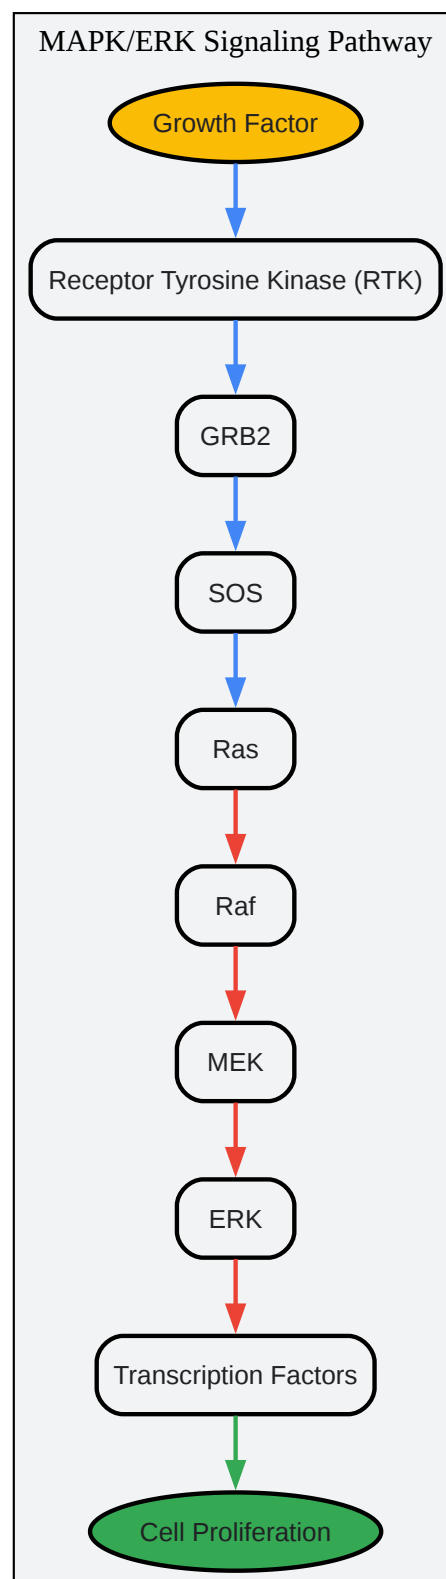 MAPK/ERK Signaling Pathway
Growth Factor
Receptor Tyrosine Kinase (RTK)
GRB2
SOS
Ras
Raf
MEK
ERK
Transcription Factors
Cell Proliferation